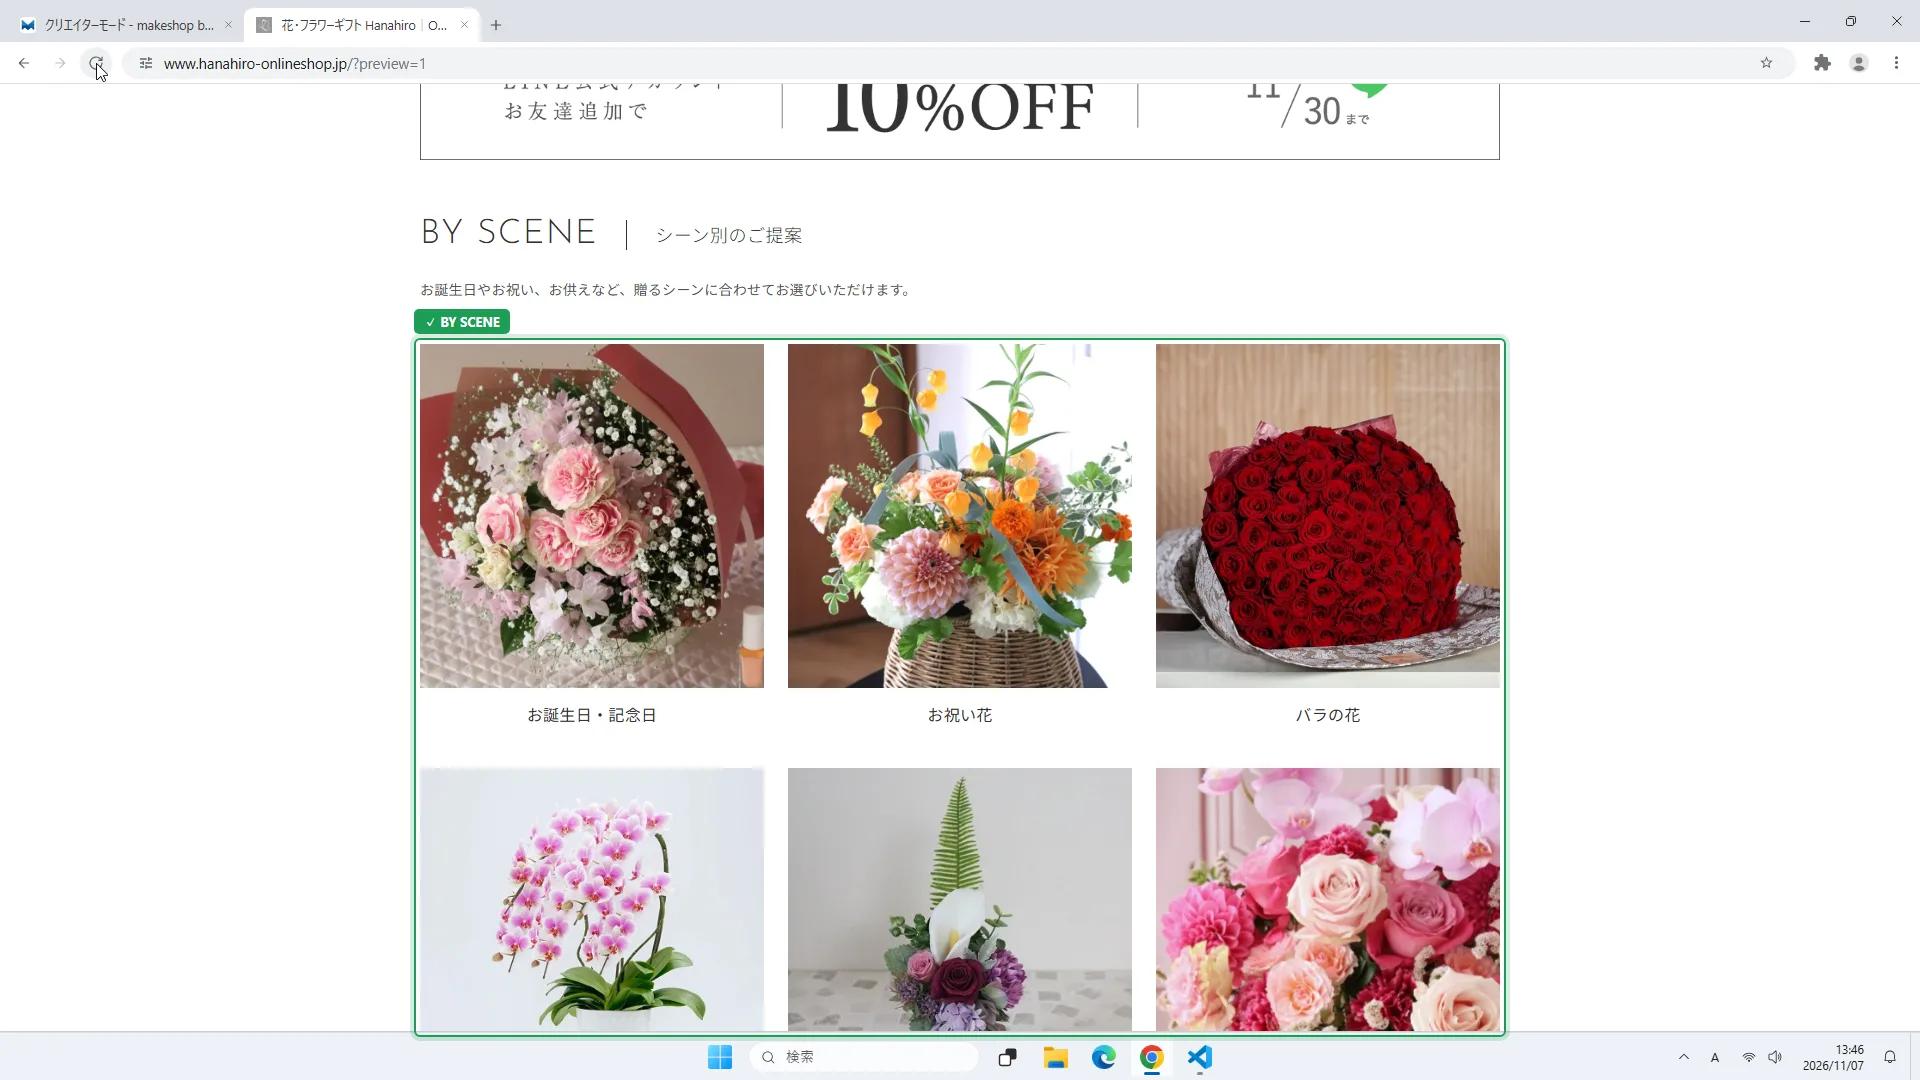 クリエイターモード - makeshop b...
花・フラワーギフト Hanahiro｜O...
www.hanahiro-onlineshop.jp/?preview=1
お友達追加で
10%OFF
11/30まで
BY SCENE
シーン別のご提案
お誕生日やお祝い、お供えなど、贈るシーンに合わせてお選びいただけます。
✓ BY SCENE
お誕生日・記念日
お祝い花
バラの花
検索
A
13:46
2026/11/07